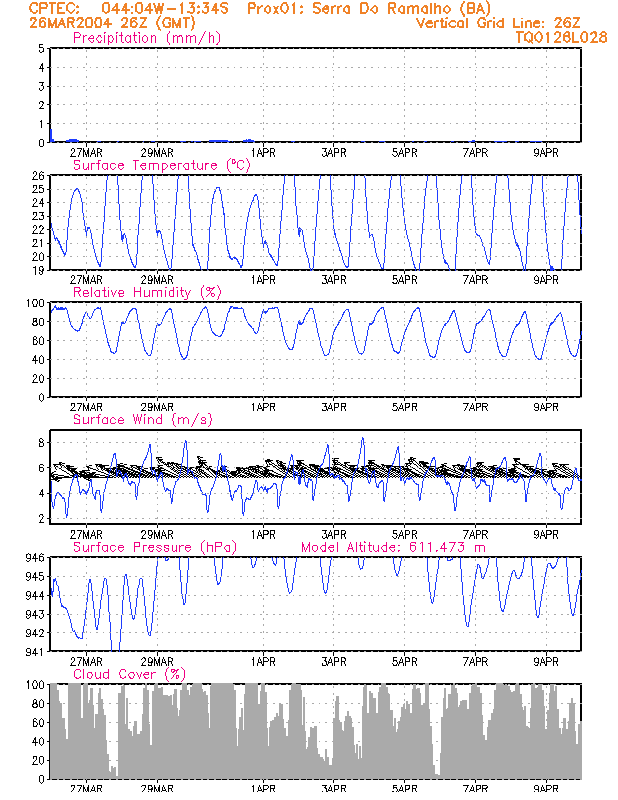 CPTEC: 044:04W-13:34S Prox01: Serra Do Ramalho (BA)
26MAR2004 26Z (GMT) Vertical Grid Line: 26Z
Precipitation (mm/h) TQ0126L028
5
4
3
2
1
0
27MAR 29MAR 1APR 3APR 5APR 7APR 9APR
Surface Temperature (°C)
26
25
24
23
22
21
20
19
27MAR 29MAR 1APR 3APR 5APR 7APR 9APR
Relative Humidity (%)
100
80
60
40
20
0
27MAR 29MAR 1APR 3APR 5APR 7APR 9APR
Surface Wind (m/s)
8
6
4
2
27MAR 29MAR 1APR 3APR 5APR 7APR 9APR
Surface Pressure (hPa) Model Altitude: 611.473 m
946
945
944
943
942
941
27MAR 29MAR 1APR 3APR 5APR 7APR 9APR
Cloud Cover (%)
100
80
60
40
20
0
27MAR 29MAR 1APR 3APR 5APR 7APR 9APR